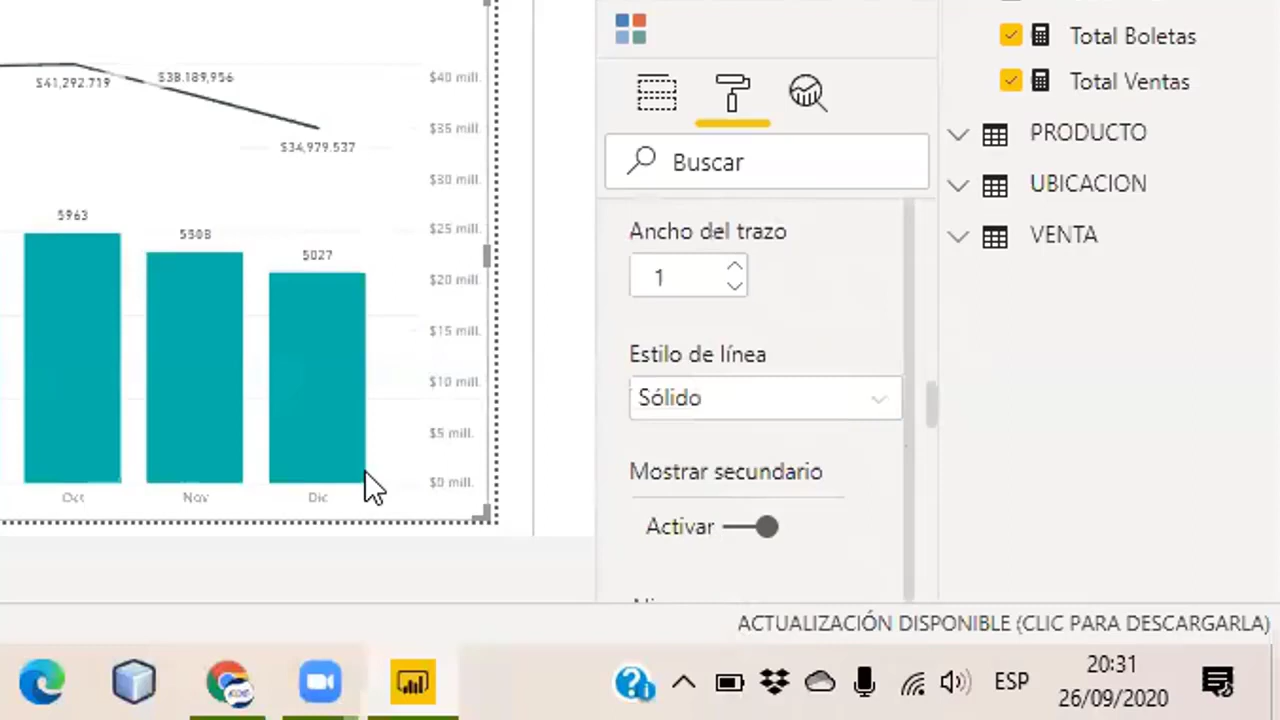 Total Boletas
Total Ventas
PRODUCTO
UBICACION
VENTA
Buscar
Ancho del trazo
1
Estilo de línea
Sólido
Mostrar secundario
Activar
$41,292.719
$38.189,956
$34,979.537
$40 mill.
$35 mill.
$30 mill.
$25 mill.
$20 mill.
$15 mill.
$10 mill.
$5 mill.
$0 mill.
5963
5308
5027
Oct
Nov
Dic
ACTUALIZACIÓN DISPONIBLE (CLIC PARA DESCARGARLA)
ESP
20:31
26/09/2020